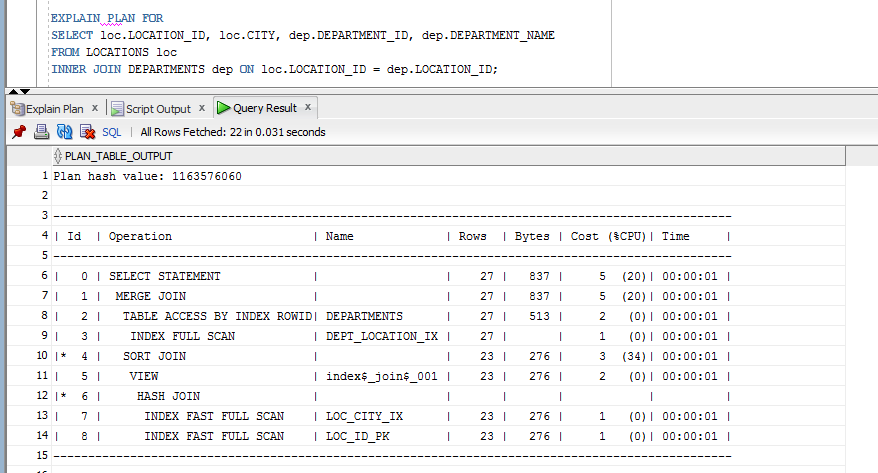 EXPLAIN PLAN FOR
SELECT loc.LOCATION_ID, loc.CITY, dep.DEPARTMENT_ID, dep.DEPARTMENT_NAME
FROM LOCATIONS loc
INNER JOIN DEPARTMENTS dep ON loc.LOCATION_ID = dep.LOCATION_ID;
Explain Plan x Script Output x Query Result x
SQL | All Rows Fetched: 22 in 0.031 seconds
PLAN_TABLE_OUTPUT
1 Plan hash value: 1163576060
2
3 -------------------------------------------------------------------------------------------------
4 | Id | Operation | Name | Rows | Bytes | Cost (%CPU)| Time |
5 -------------------------------------------------------------------------------------------------
6 | 0 | SELECT STATEMENT | | 27 | 837 | 5 (20)| 00:00:01 |
7 | 1 | MERGE JOIN | | 27 | 837 | 5 (20)| 00:00:01 |
8 | 2 | TABLE ACCESS BY INDEX ROWID| DEPARTMENTS | 27 | 513 | 2 (0)| 00:00:01 |
9 | 3 | INDEX FULL SCAN | DEPT_LOCATION_IX | 27 | | 1 (0)| 00:00:01 |
10 |* 4 | SORT JOIN | | 23 | 276 | 3 (34)| 00:00:01 |
11 | 5 | VIEW | index$_join$_001 | 23 | 276 | 2 (0)| 00:00:01 |
12 |* 6 | HASH JOIN | | | | | |
13 | 7 | INDEX FAST FULL SCAN | LOC_CITY_IX | 23 | 276 | 1 (0)| 00:00:01 |
14 | 8 | INDEX FAST FULL SCAN | LOC_ID_PK | 23 | 276 | 1 (0)| 00:00:01 |
15 -------------------------------------------------------------------------------------------------